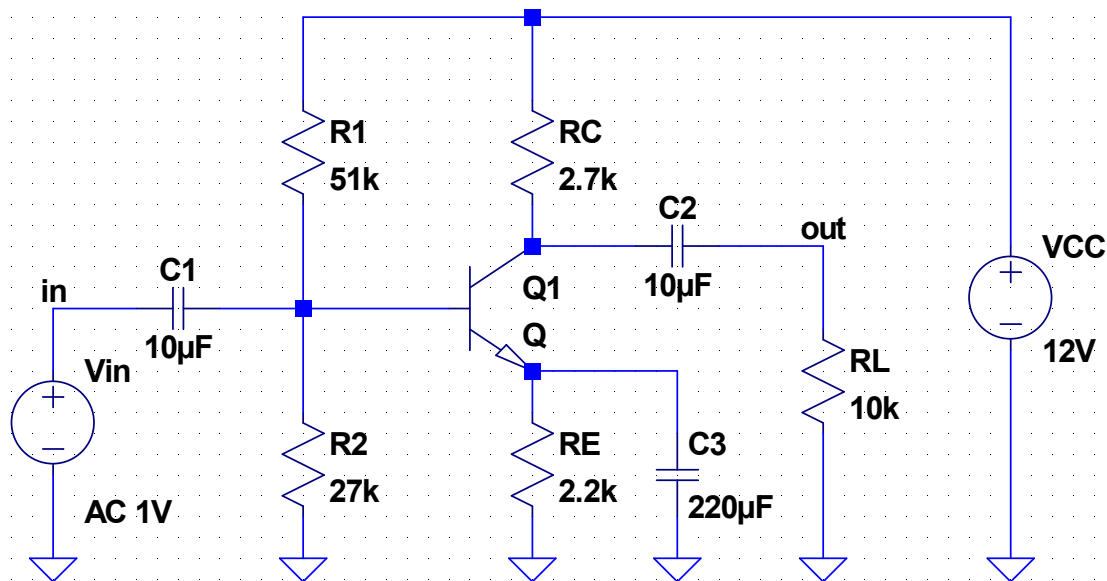 R1
51k
RC
2.7k
C2
10µF
out
VCC
12V
in
C1
10µF
Q1
Q
Vin
AC 1V
R2
27k
RE
2.2k
C3
220µF
RL
10k